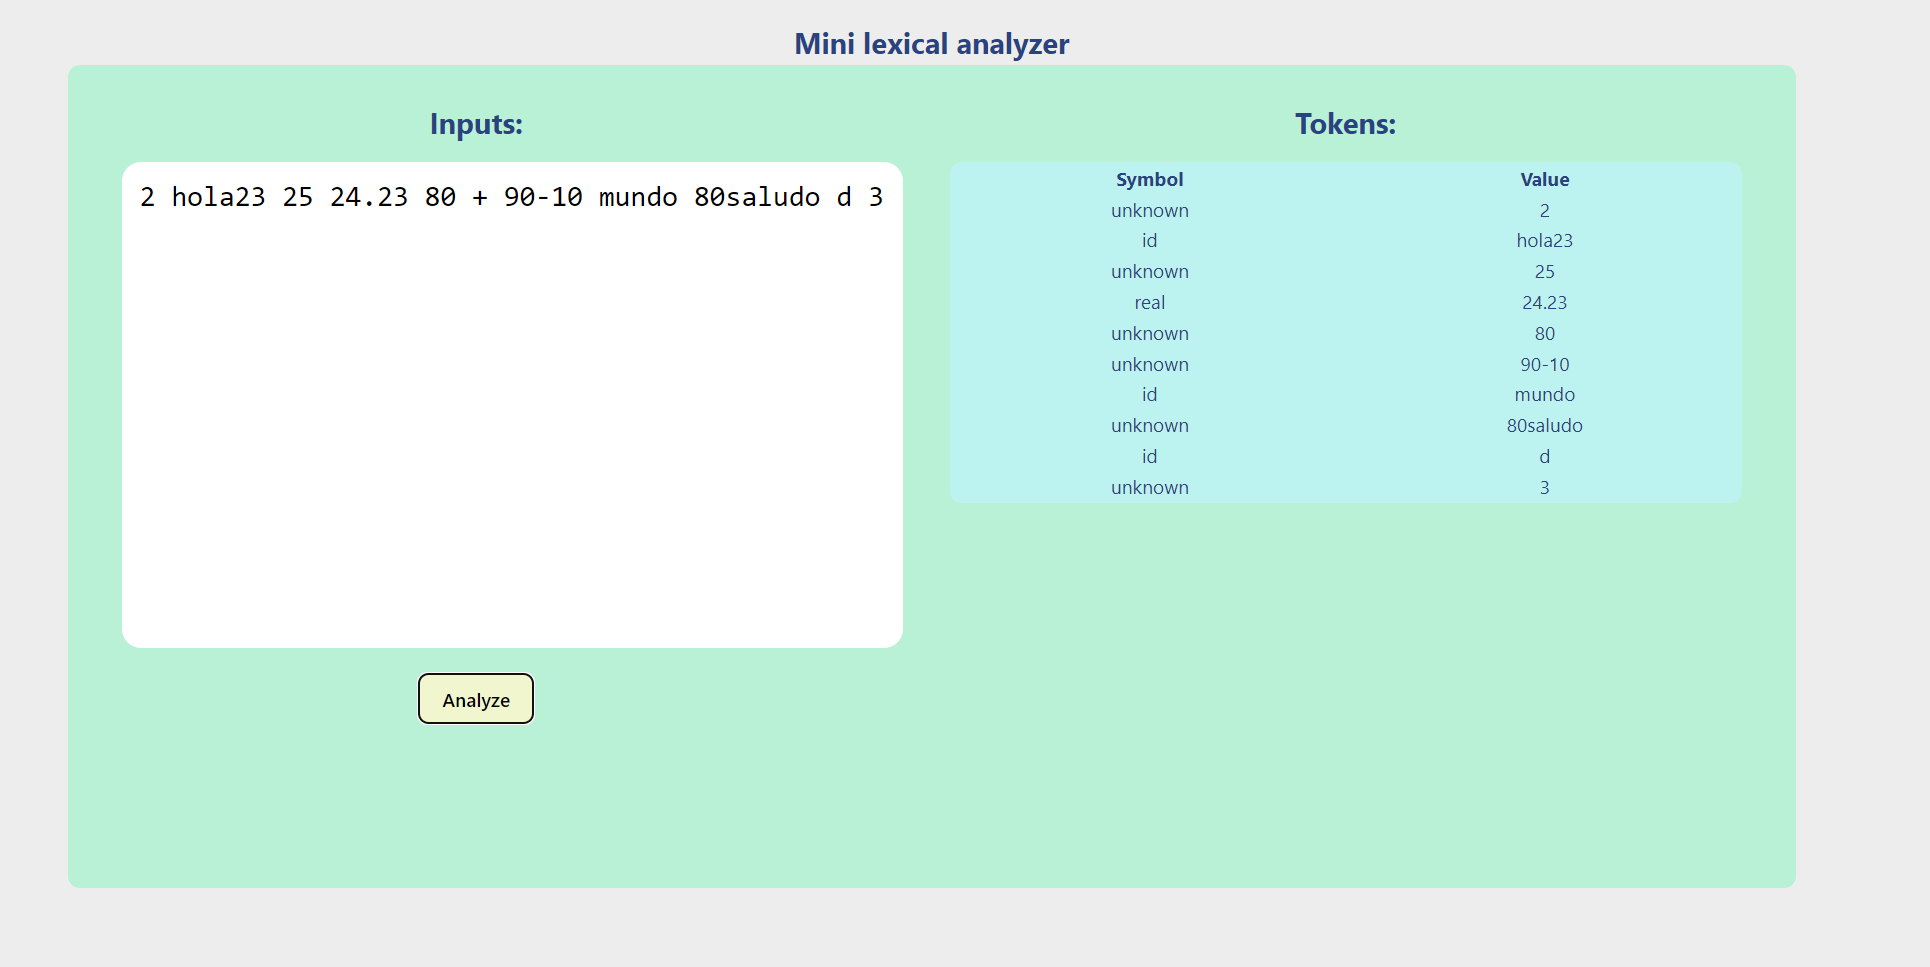 Mini lexical analyzer
Inputs:
2 hola23 25 24.23 80 + 90-10 mundo 80saludo d 3
Analyze
Tokens:
Symbol Value
unknown 2
id hola23
unknown 25
real 24.23
unknown 80
unknown 90-10
id mundo
unknown 80saludo
id d
unknown 3